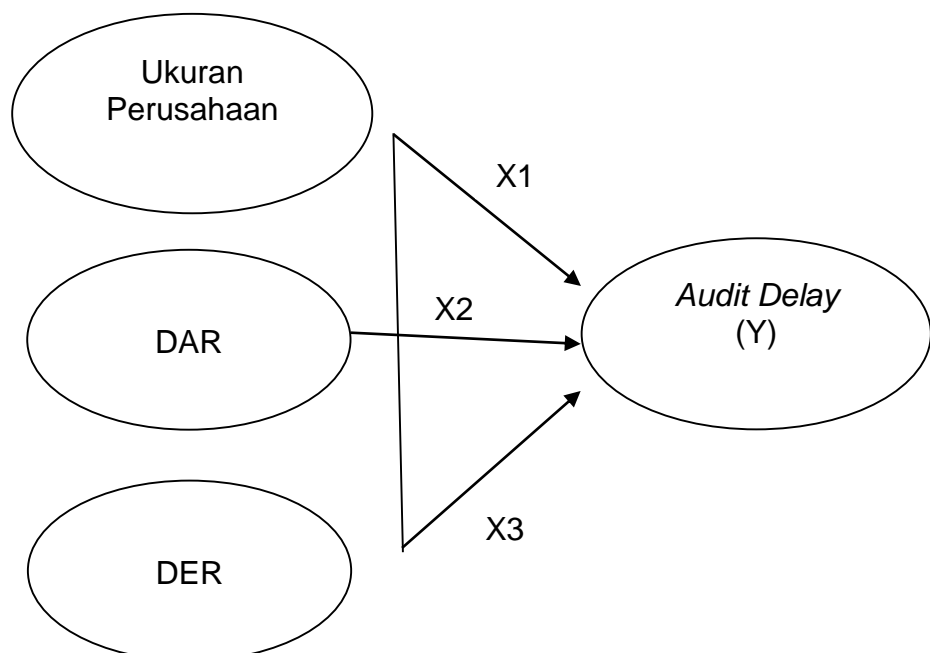 Ukuran
Perusahaan
X1
DAR
X2
Audit Delay
(Y)
X3
DER